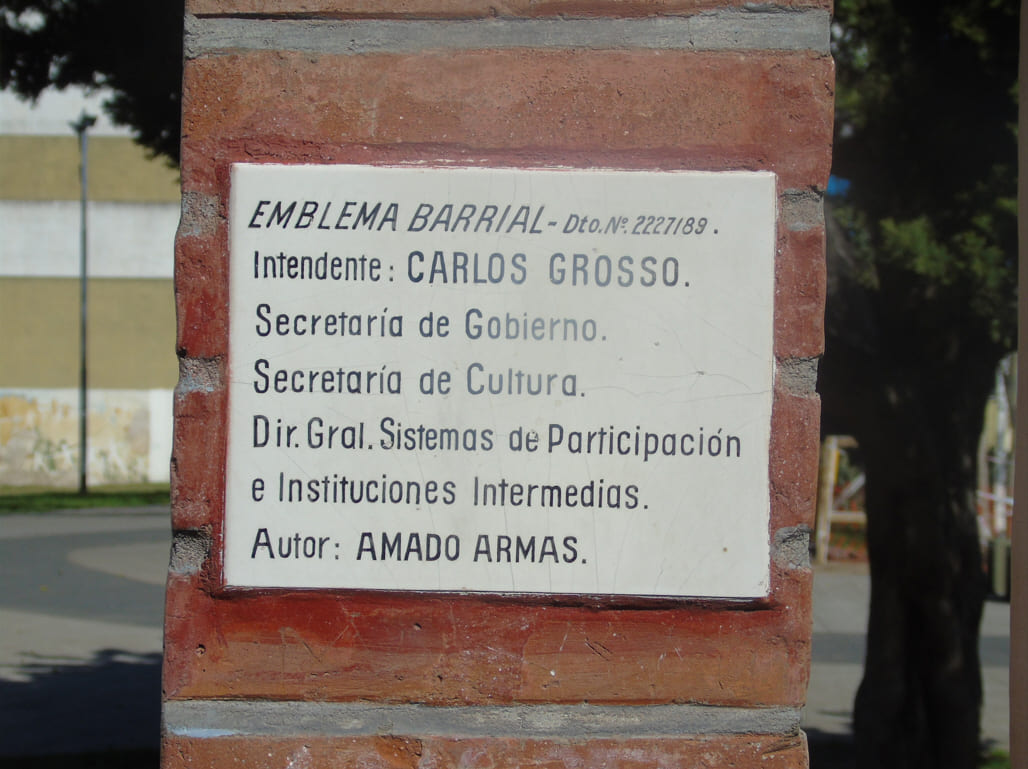 EMBLEMA BARRIAL - Dto. Nº. 2227/89.
Intendente: CARLOS GROSSO.
Secretaría de Gobierno.
Secretaría de Cultura.
Dir. Gral. Sistemas de Participación
e Instituciones Intermedias.
Autor: AMADO ARMAS.